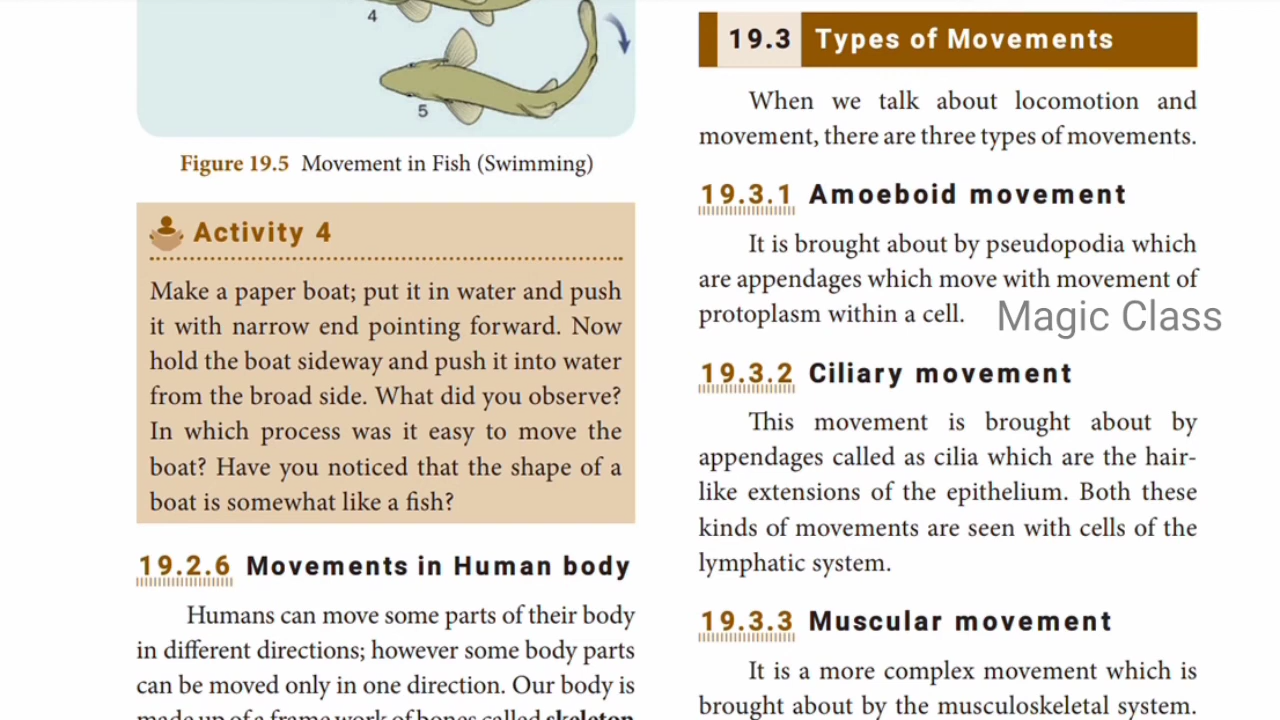 4
5
Figure 19.5 Movement in Fish (Swimming)
Activity 4
Make a paper boat; put it in water and push
it with narrow end pointing forward. Now
hold the boat sideway and push it into water
from the broad side. What did you observe?
In which process was it easy to move the
boat? Have you noticed that the shape of a
boat is somewhat like a fish?
19.2.6 Movements in Human body
Humans can move some parts of their body
in different directions; however some body parts
can be moved only in one direction. Our body is
made up of a frame work of bones called skeleton
19.3 Types of Movements
When we talk about locomotion and
movement, there are three types of movements.
19.3.1 Amoeboid movement
It is brought about by pseudopodia which
are appendages which move with movement of
protoplasm within a cell.
Magic Class
19.3.2 Ciliary movement
This movement is brought about by
appendages called as cilia which are the hair-
like extensions of the epithelium. Both these
kinds of movements are seen with cells of the
lymphatic system.
19.3.3 Muscular movement
It is a more complex movement which is
brought about by the musculoskeletal system.